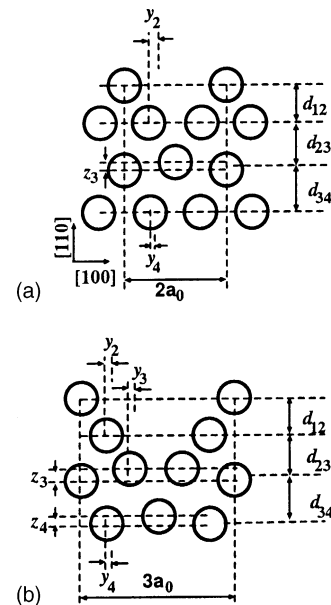 (a)
y₂
d₁₂
d₂₃
z₃
d₃₄
[110]
[100]
y₄
2a₀
(b)
y₂
y₃
d₁₂
d₂₃
z₃
z₄
d₃₄
y₄
3a₀